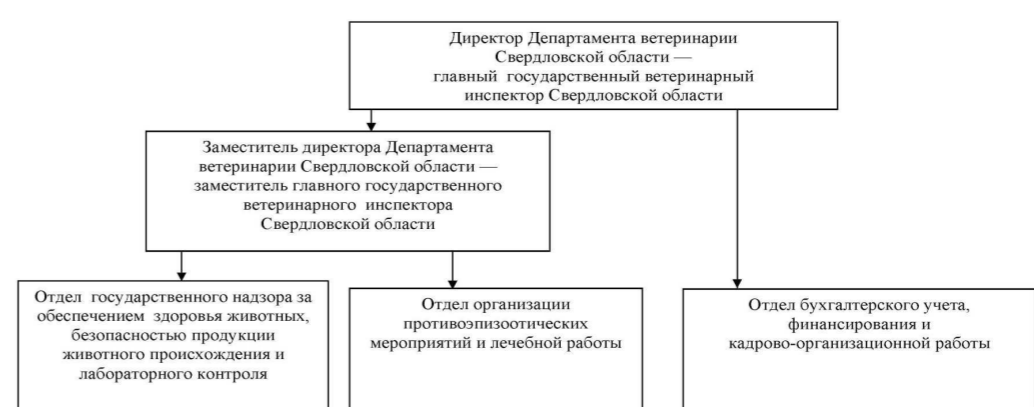 Директор Департамента ветеринарии
Свердловской области —
главный государственный ветеринарный
инспектор Свердловской области
Заместитель директора Департамента
ветеринарии Свердловской области —
заместитель главного государственного
ветеринарного инспектора
Свердловской области
Отдел государственного надзора за
обеспечением здоровья животных,
безопасностью продукции
животного происхождения и
лабораторного контроля
Отдел организации
противоэпизоотических
мероприятий и лечебной работы
Отдел бухгалтерского учета,
финансирования и
кадрово-организационной работы